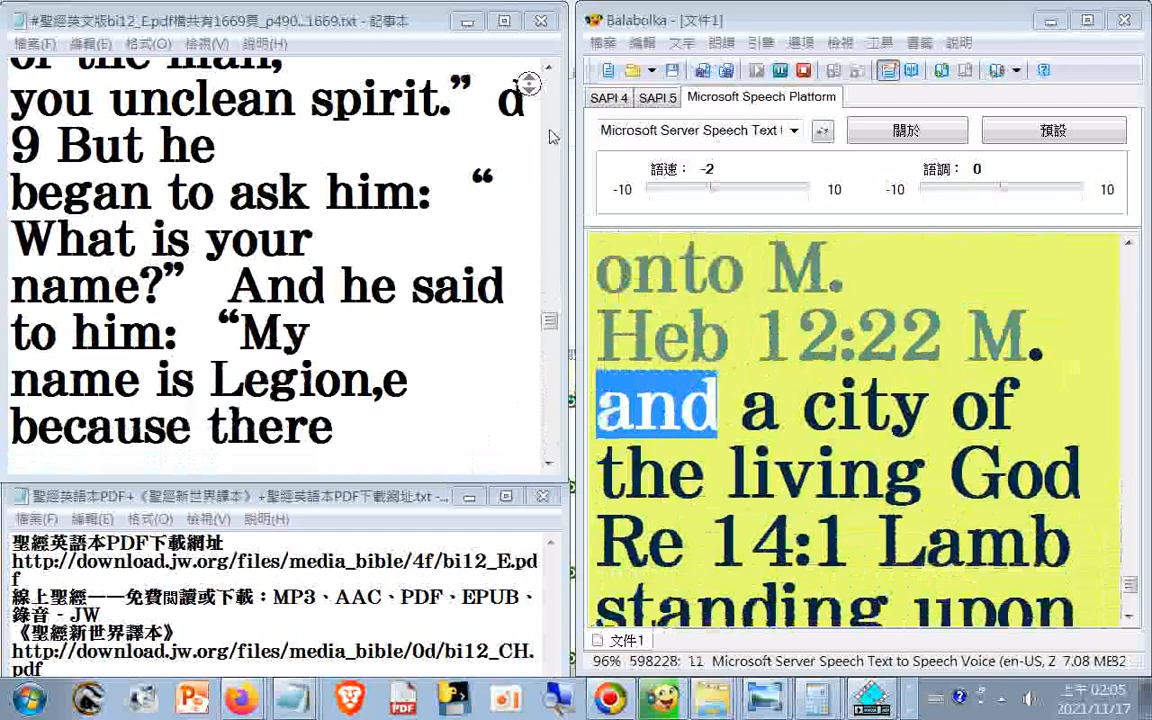 #聖經英文版bi12_E.pdf檔共有1669頁_p490...1669.txt - 記事本
檔案(F) 編輯(E) 格式(O) 檢視(V) 說明(H)
of the man,
you unclean spirit.” d
9 But he
began to ask him: “
What is your
name?” And he said
to him: “My
name is Legion,e
because there
聖經英語本PDF+《聖經新世界譯本》+聖經英語本PDF下載網址.txt - ...
檔案(F) 編輯(E) 格式(O) 檢視(V) 說明(H)
聖經英語本PDF下載網址
http://download.jw.org/files/media_bible/4f/bi12_E.pd
f
線上聖經——免費閱讀或下載：MP3、AAC、PDF、EPUB、
錄音 - JW
《聖經新世界譯本》
http://download.jw.org/files/media_bible/0d/bi12_CH.
pdf
Balabolka - [文件1]
檔案 編輯 文字 朗讀 引擎 選項 檢視 工具 書籤 說明
SAPI 4 SAPI 5 Microsoft Speech Platform
Microsoft Server Speech Text 關於 預設
語速： -2 語調： 0
-10 10 -10 10
onto M.
Heb 12:22 M.
and a city of
the living God
Re 14:1 Lamb
standing upon
文件1
96% 598228: 11 Microsoft Server Speech Text to Speech Voice (en-US, Z 7.08 MB
上午 02:05
2021/11/17